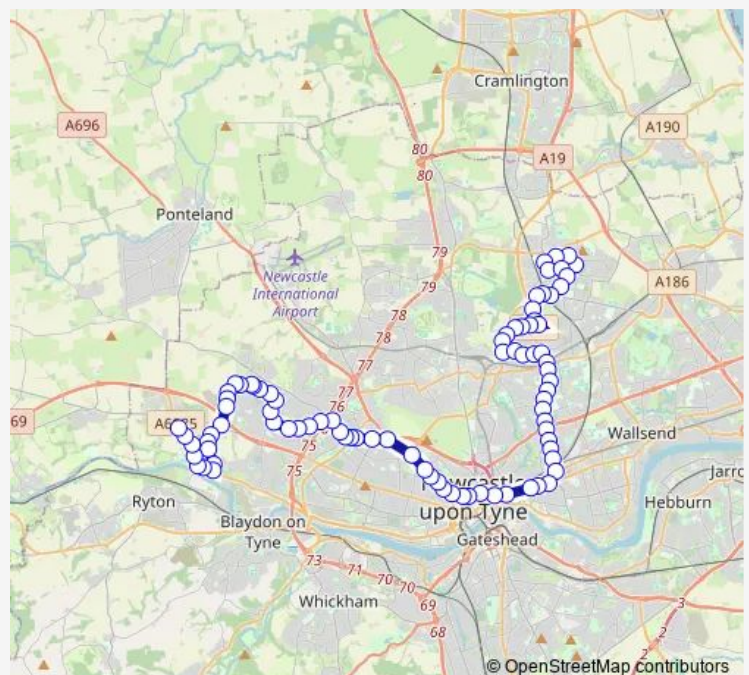 Cramlington
A696
A190
80
A19
80
Ponteland
79
Newcastle
International
Airport
79
A186
78
78
77
77
76
69
75
Wallsend
75
Jarro
Ryton
upon Tyne
Hebburn
Blaydon on
Tyne
Gateshead
73
71
70
70
Whickham
69
3
68
2
2
© OpenStreetMap contributors